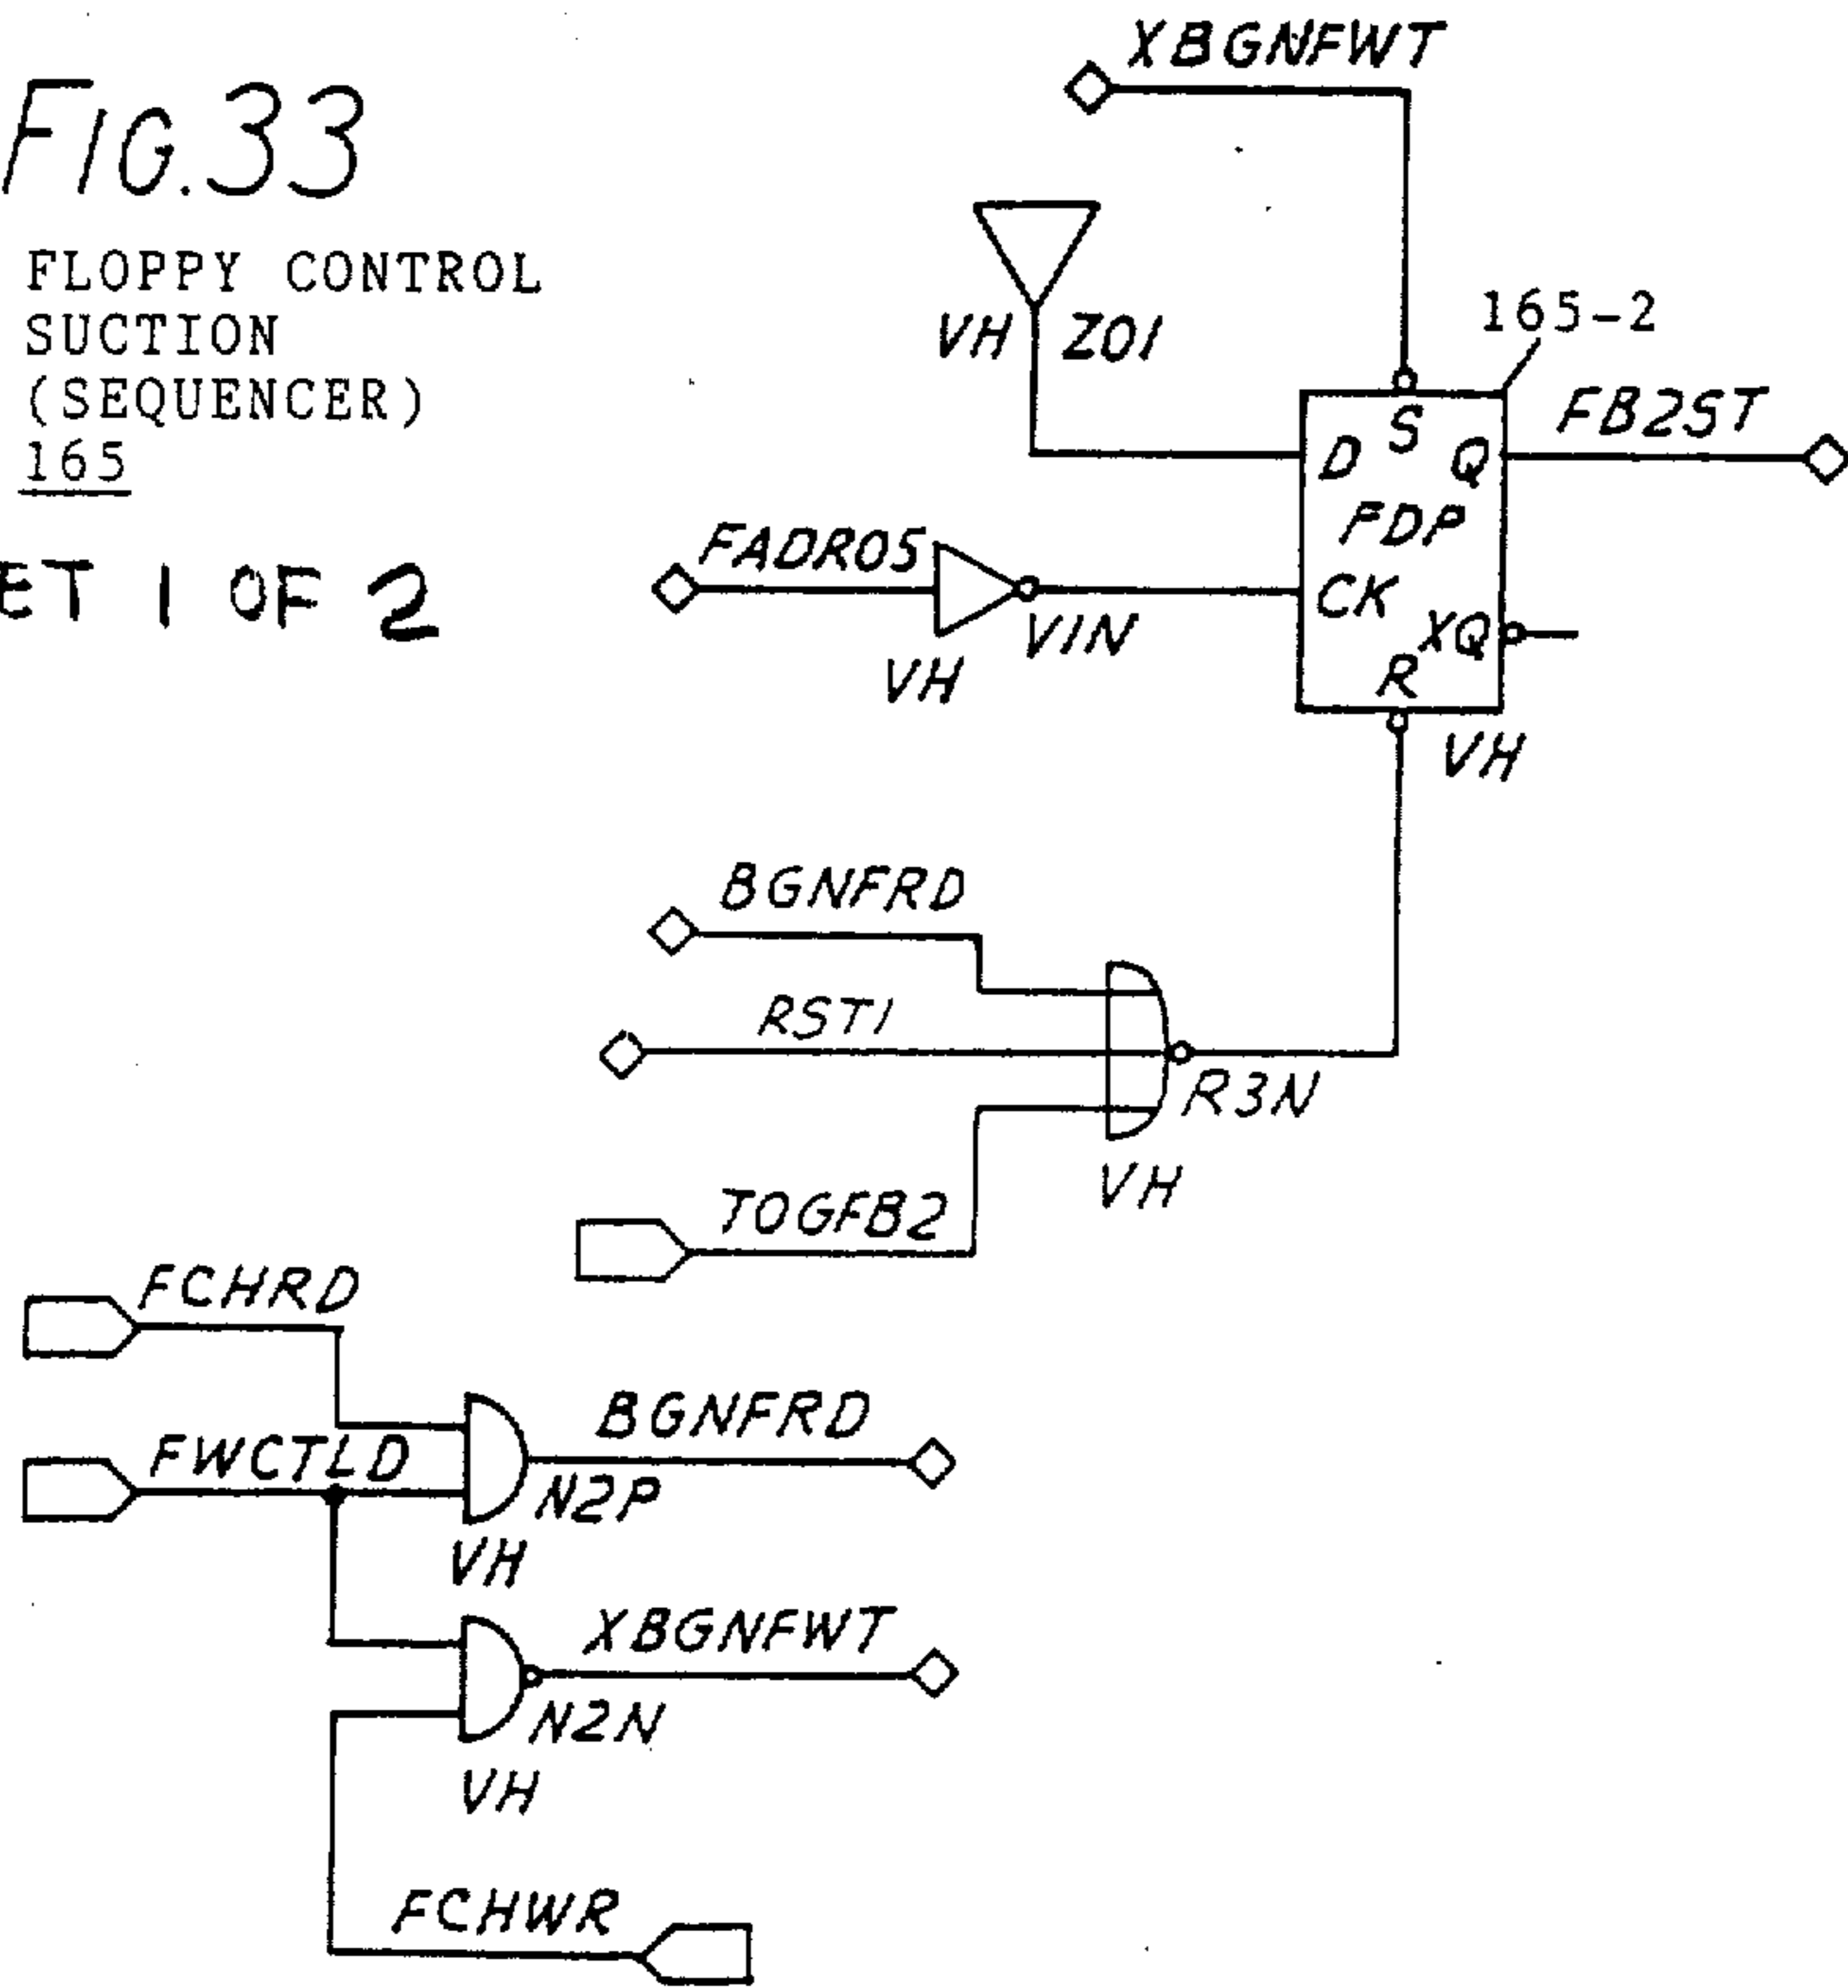 FIG.33
FLOPPY CONTROL
SUCTION
(SEQUENCER)
165
ET 1 OF 2
XBGNFWT
VH Z01
165-2
D S Q
FDP
CK
XQ
R
VH
FB2ST
FADR05
VIN
VH
BGNFRD
RST1
R3N
VH
TOGFB2
FCHRD
FWCTLD
BGNFRD
N2P
VH
XBGNFWT
N2N
VH
FCHWR